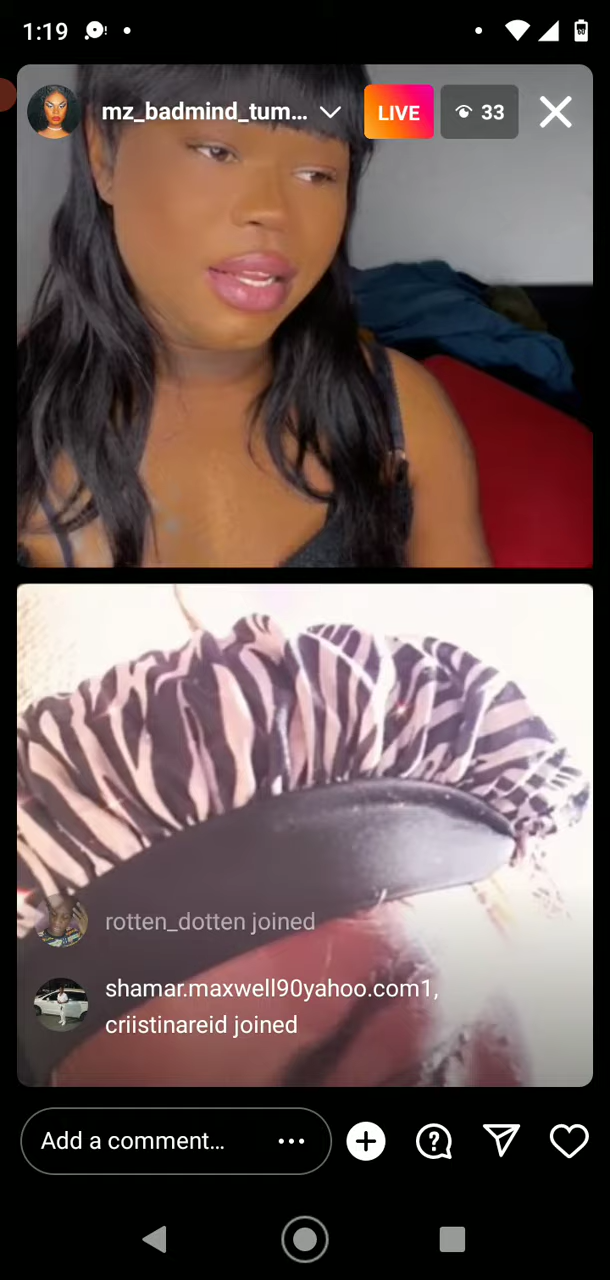 1:19
mz_badmind_tum...
LIVE
33
rotten_dotten joined
shamar.maxwell90yahoo.com1,
criistinareid joined
Add a comment...